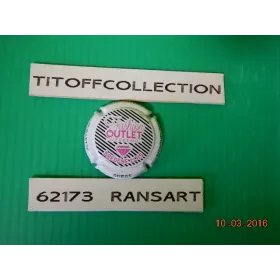 TITOFFCOLLECTION
OUTLET
62173 RANSART
10 03 2016